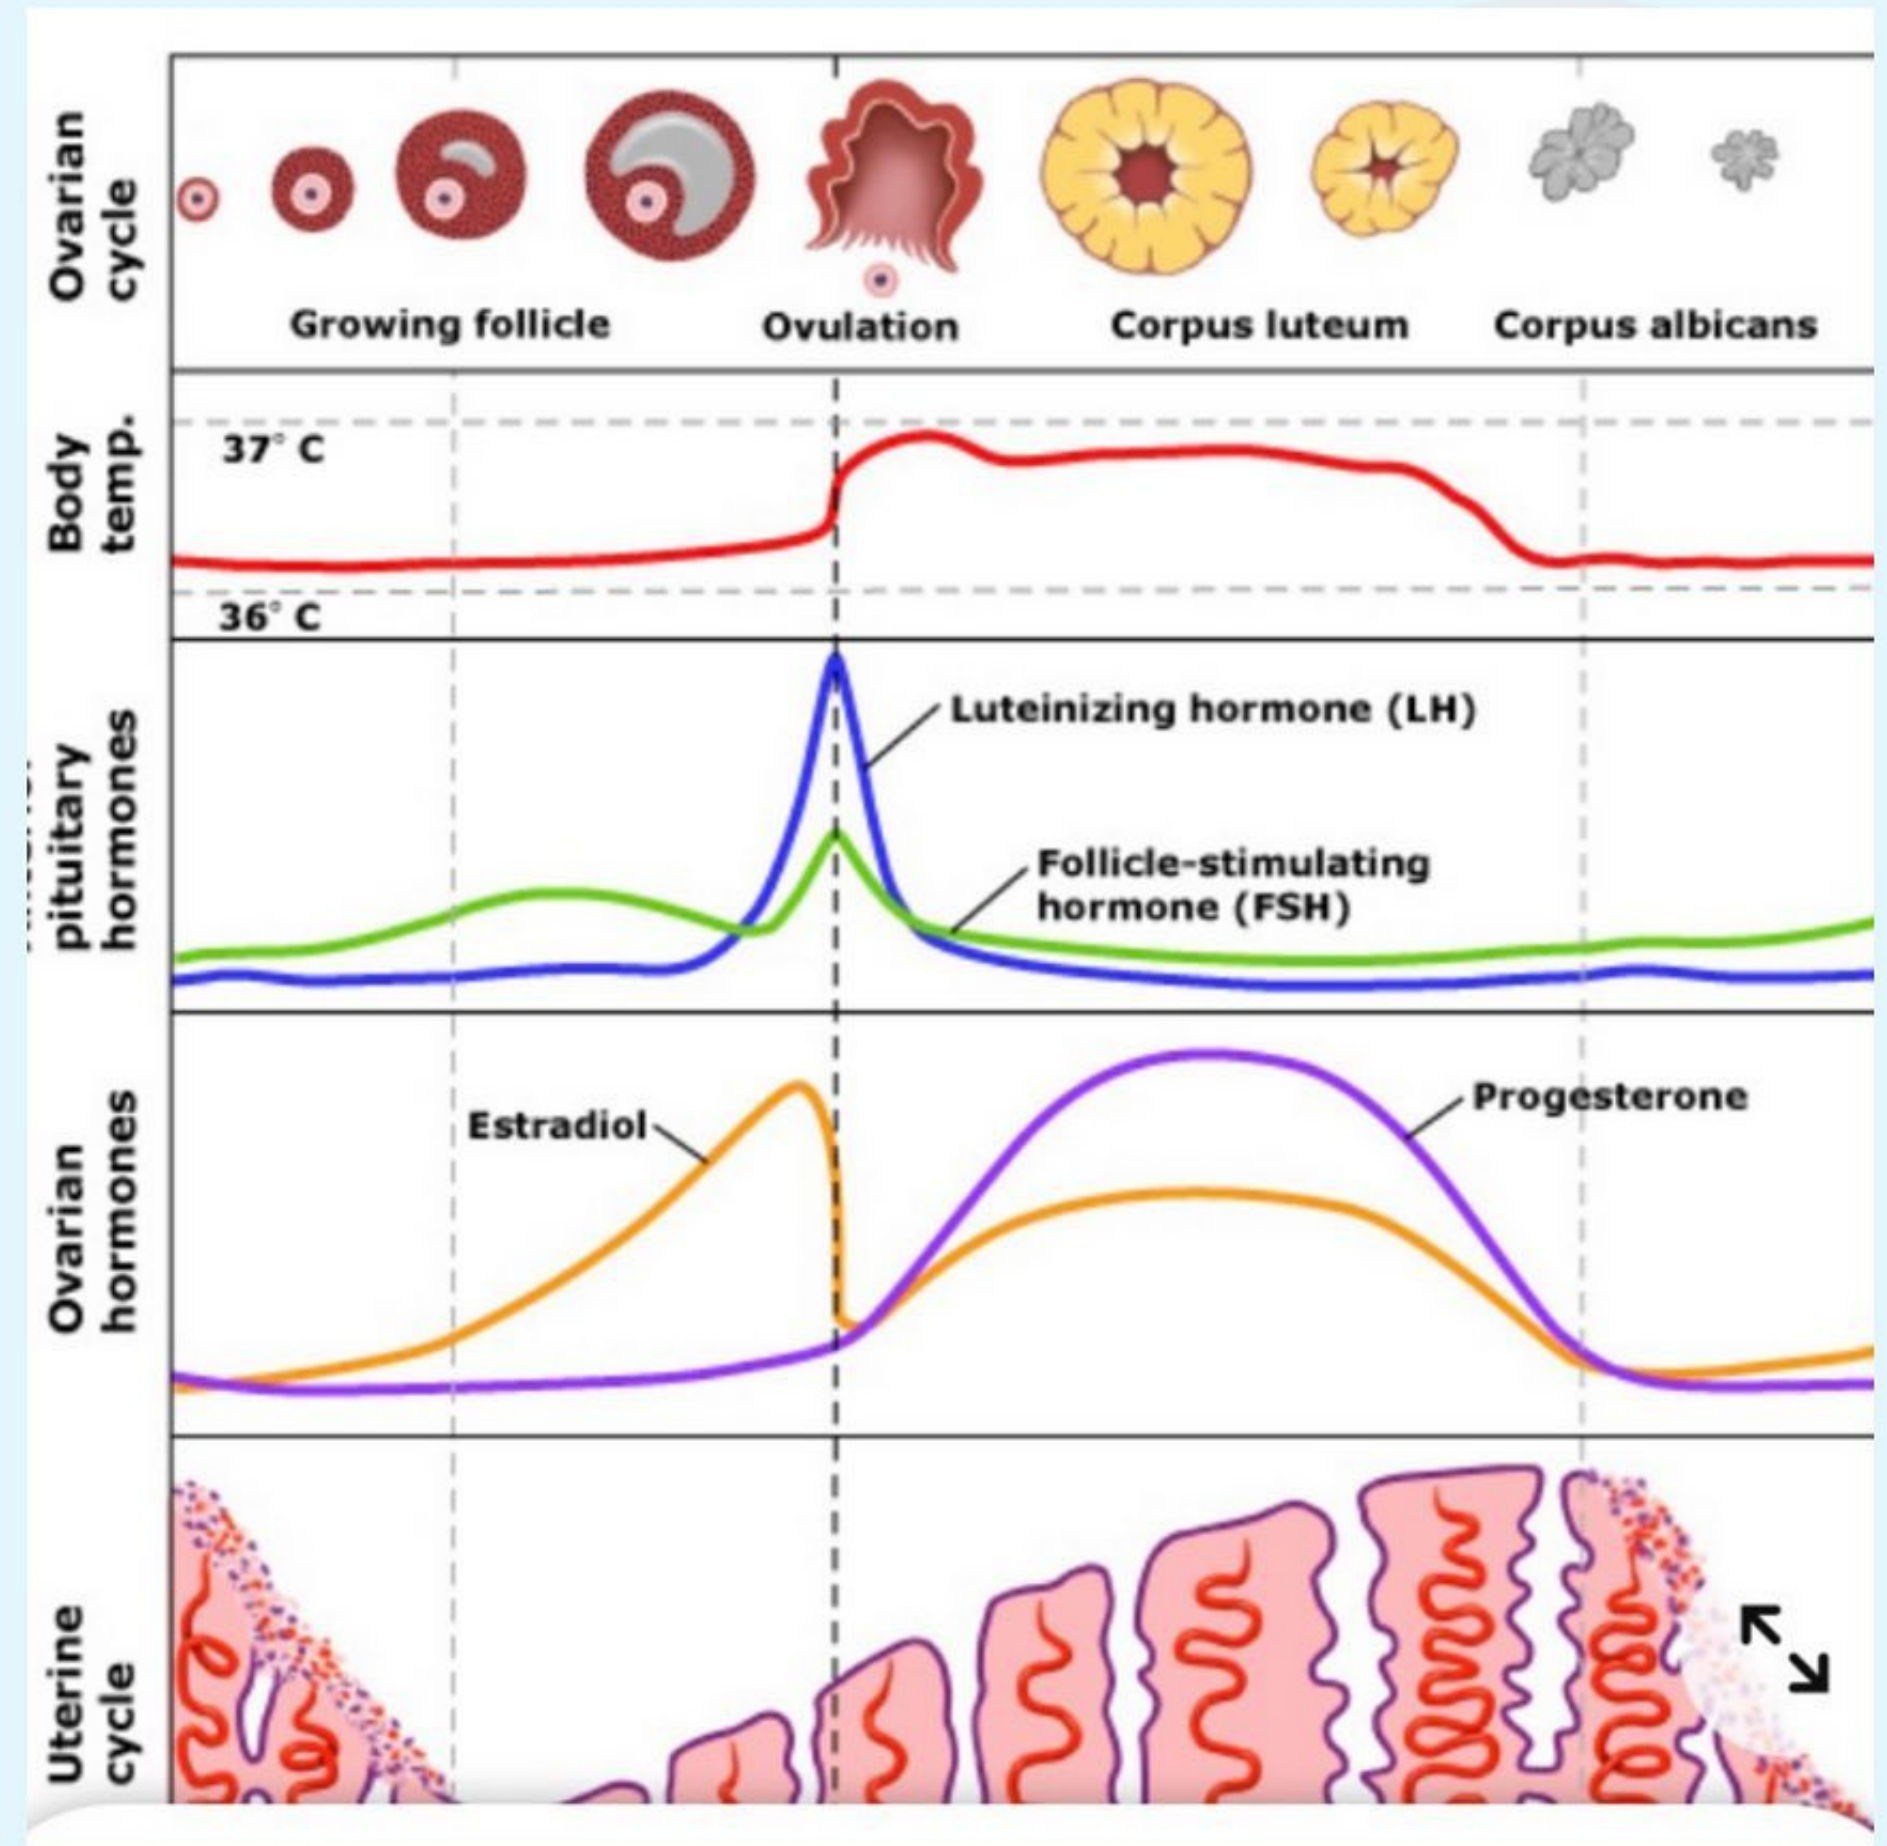 Ovarian
cycle
Growing follicle
Ovulation
Corpus luteum
Corpus albicans
Body
temp.
37° C
36° C
pituitary
hormones
Luteinizing hormone (LH)
Follicle-stimulating
hormone (FSH)
Ovarian
hormones
Estradiol
Progesterone
Uterine
cycle